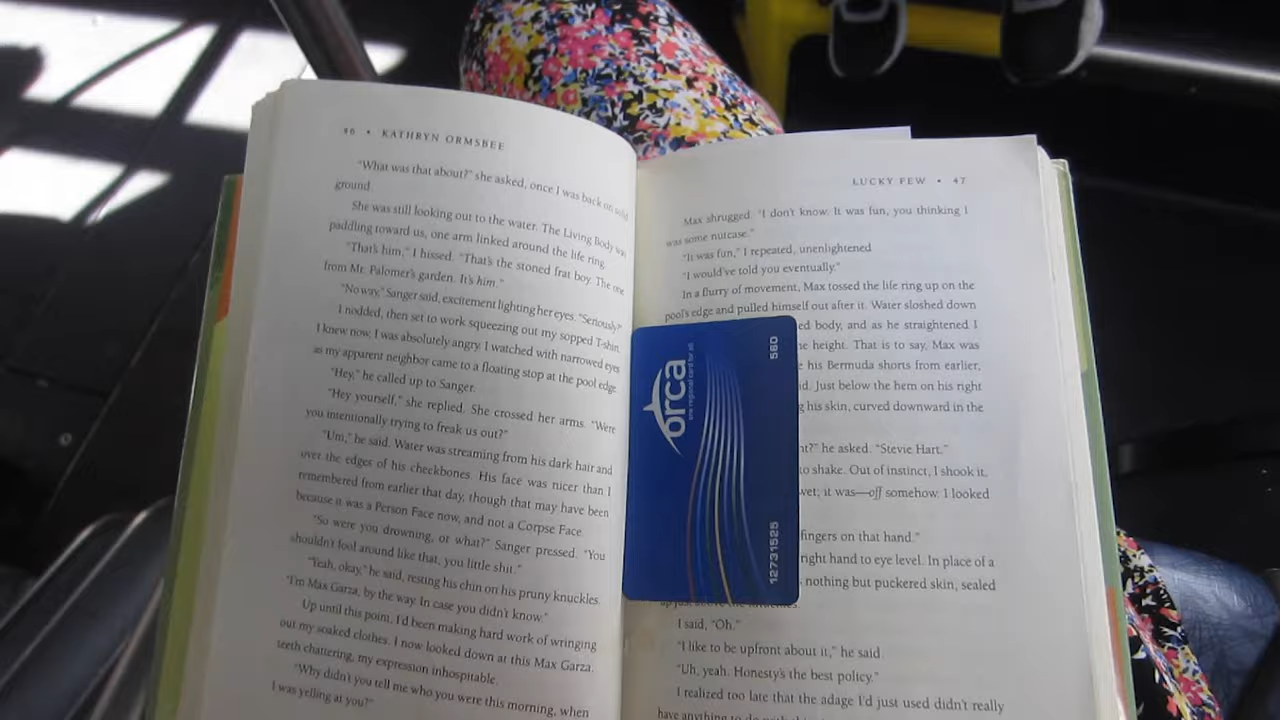 46 • KATHRYN ORMSBEE
"What was that about?" she asked, once I was back on solid
ground.
She was still looking out to the water. The Living Body was
paddling toward us, one arm linked around the life ring.
"That's him," I hissed. "That's the stoned frat boy. The one
from Mr. Palomer's garden. It's him."
"No way," Sanger said, excitement lighting her eyes. "Seriously?"
I nodded, then set to work squeezing out my sopped T-shirt.
I knew now, I was absolutely angry. I watched with narrowed eyes
as my apparent neighbor came to a floating stop at the pool edge.
"Hey," he called up to Sanger.
"Hey yourself," she replied. She crossed her arms. "Were
you intentionally trying to freak us out?"
"Um," he said. Water was streaming from his dark hair and
over the edges of his cheekbones. His face was nicer than I
remembered from earlier that day, though that may have been
because it was a Person Face now, and not a Corpse Face.
"So were you drowning, or what?" Sanger pressed. "You
shouldn't fool around like that, you little shit."
"Yeah, okay," he said, resting his chin on his pruny knuckles.
"I'm Max Garza, by the way. In case you didn't know."
Up until this point, I'd been making hard work of wringing
out my soaked clothes. I now looked down at this Max Garza,
teeth chattering, my expression inhospitable.
"Why didn't you tell me who you were this morning, when
I was yelling at you?"
LUCKY FEW • 47
Max shrugged. "I don't know. It was fun, you thinking I
was some nutcase."
"It was fun," I repeated, unenlightened
"I would've told you eventually."
In a flurry of movement, Max tossed the life ring up on the
pool's edge and pulled himself out after it. Water sloshed down
ed body, and as he straightened I
height. That is to say, Max was
his Bermuda shorts from earlier,
Just below the hem on his right
his skin, curved downward in the
he asked. "Stevie Hart."
to shake. Out of instinct, I shook it,
wet; it was—off somehow. I looked
fingers on that hand."
right hand to eye level. In place of a
nothing but puckered skin, sealed
up just above the knuckles.
I said, "Oh."
"I like to be upfront about it," he said.
"Uh, yeah. Honesty's the best policy."
I realized too late that the adage I'd just used didn't really
have anything to do
orca
one regional card for all
12731525
560